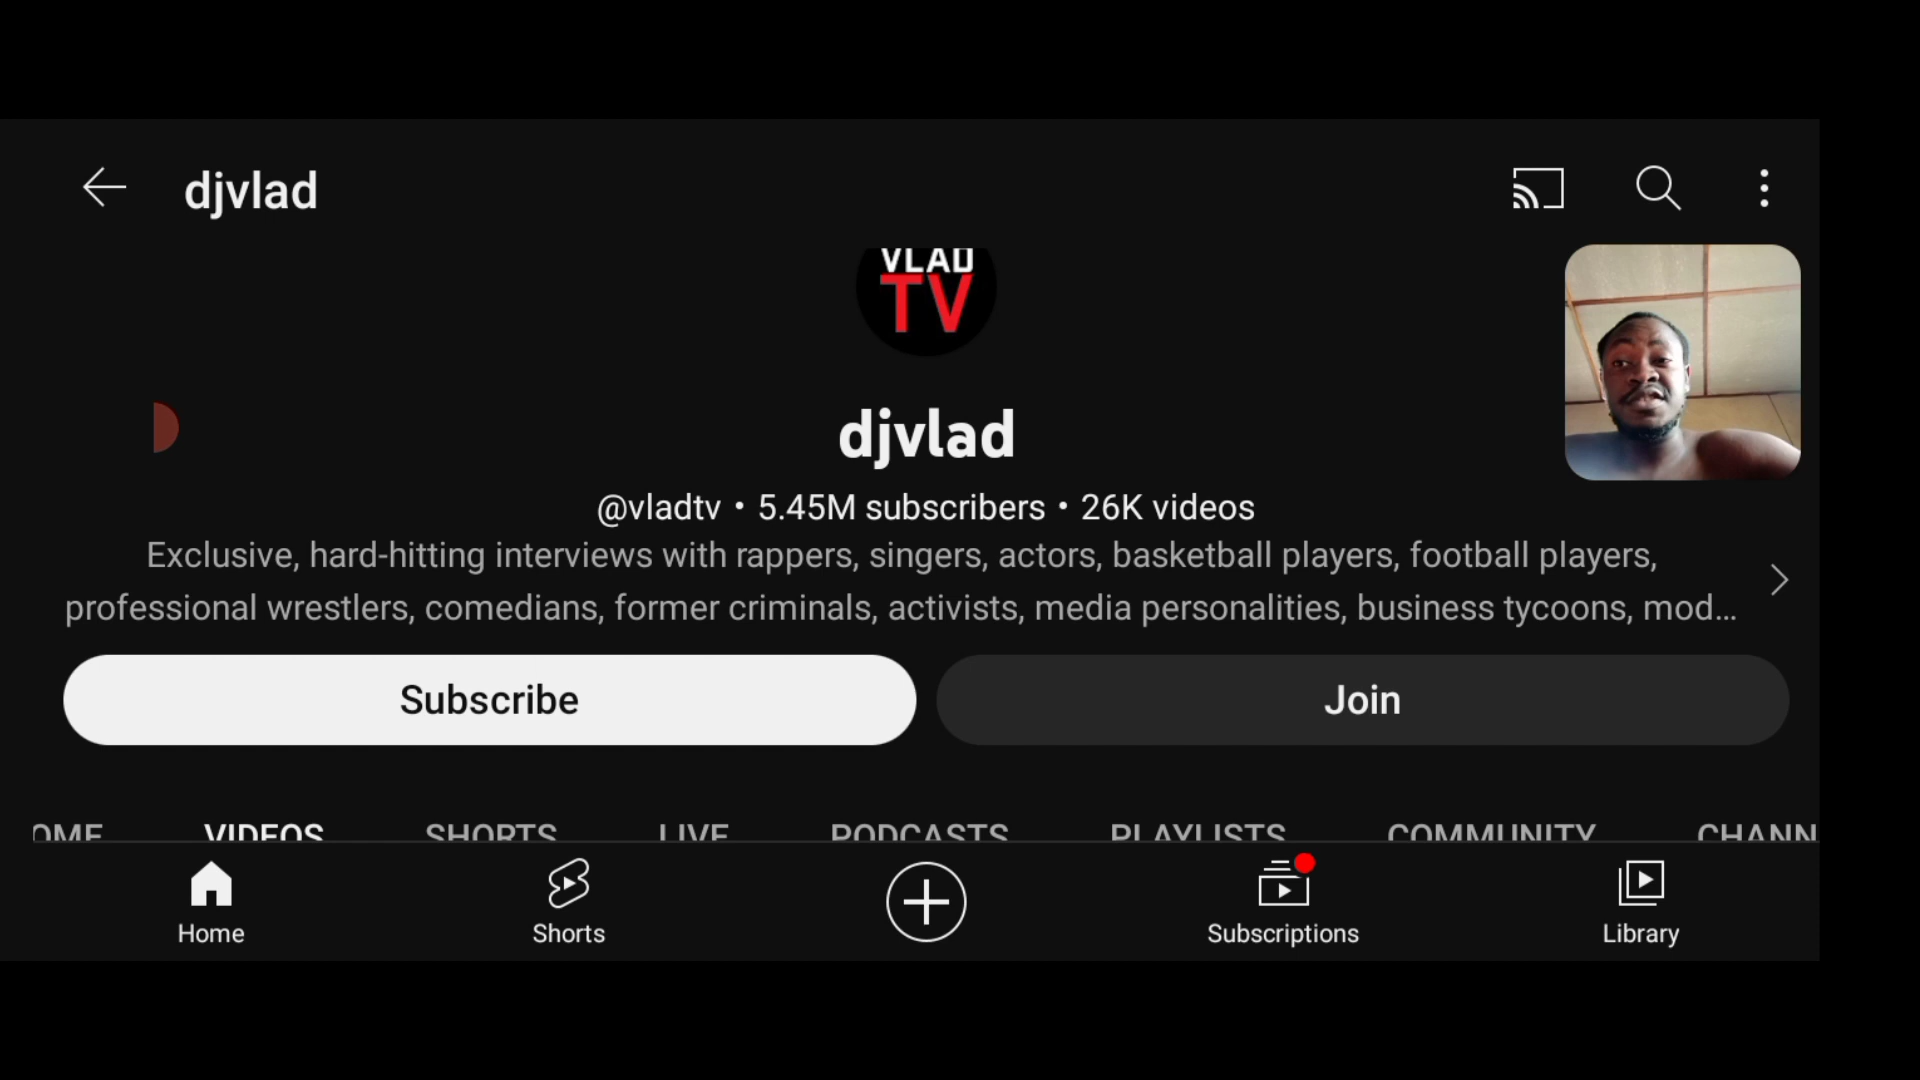 djvlad
VLAD
TV
djvlad
@vladtv • 5.45M subscribers • 26K videos
Exclusive, hard-hitting interviews with rappers, singers, actors, basketball players, football players,
professional wrestlers, comedians, former criminals, activists, media personalities, business tycoons, mod...
Subscribe
Join
OME VIDEOS SHORTS LIVE PODCASTS PLAYLISTS COMMUNITY CHANN
Home
Shorts
Subscriptions
Library